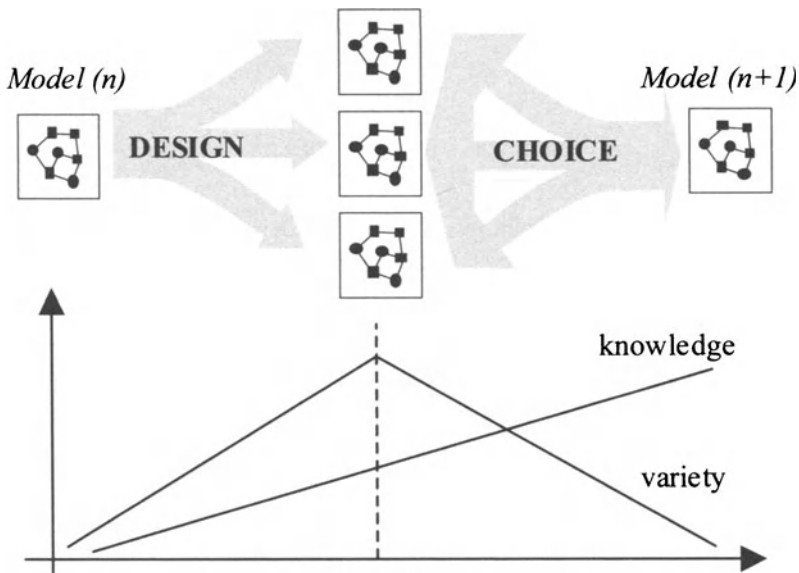 Model (n)
Model (n+1)
DESIGN
CHOICE
knowledge
variety